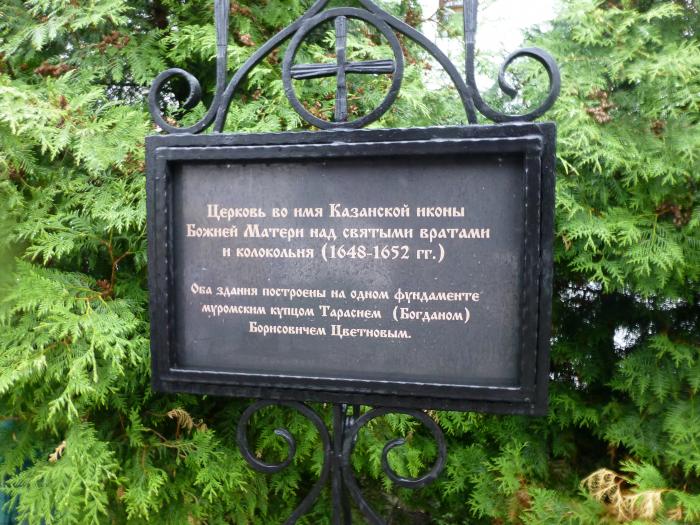 Церковь во имя Казанской иконы
Божией Матери над святыми вратами
и колокольня (1648-1652 гг.)
Оба здания построены на одном фундаменте
муромским купцом Тарасием (Богданом)
Борисовичем Цветновым.